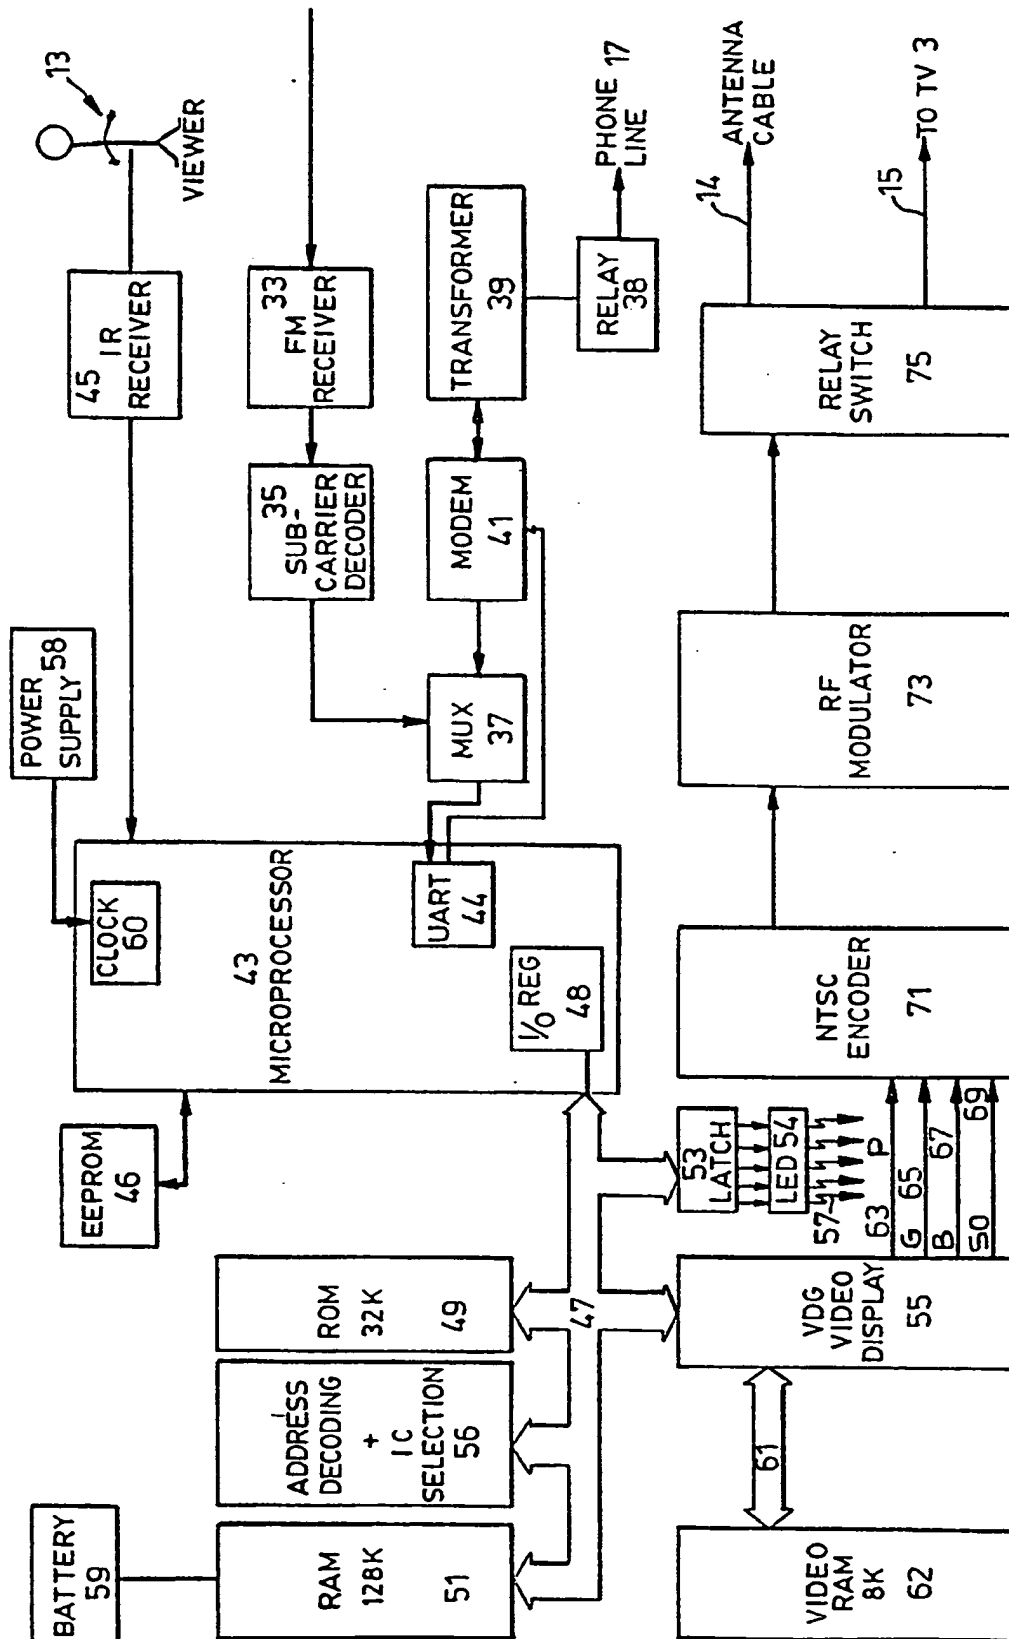 BATTERY
59
RAM
128K
51
ADDRESS
DECODING
+
IC
SELECTION
56
ROM
32K
49
EEPROM
46
47
POWER
SUPPLY 58
CLOCK
60
43
MICROPROCESSOR
UART
44
I/O REG
48
45 IR
RECEIVER
13
VIEWER
33
FM
RECEIVER
35
SUB-
CARRIER
DECODER
MUX
37
MODEM
41
TRANSFORMER
39
RELAY
38
PHONE 17
LINE
VIDEO
RAM
8K
62
61
VDG
VIDEO
DISPLAY
55
53
LATCH
LED 54
57
63 P
G 65
B 67
SO 69
NTSC
ENCODER
71
RF
MODULATOR
73
RELAY
SWITCH
75
14
ANTENNA
CABLE
15
TO TV 3